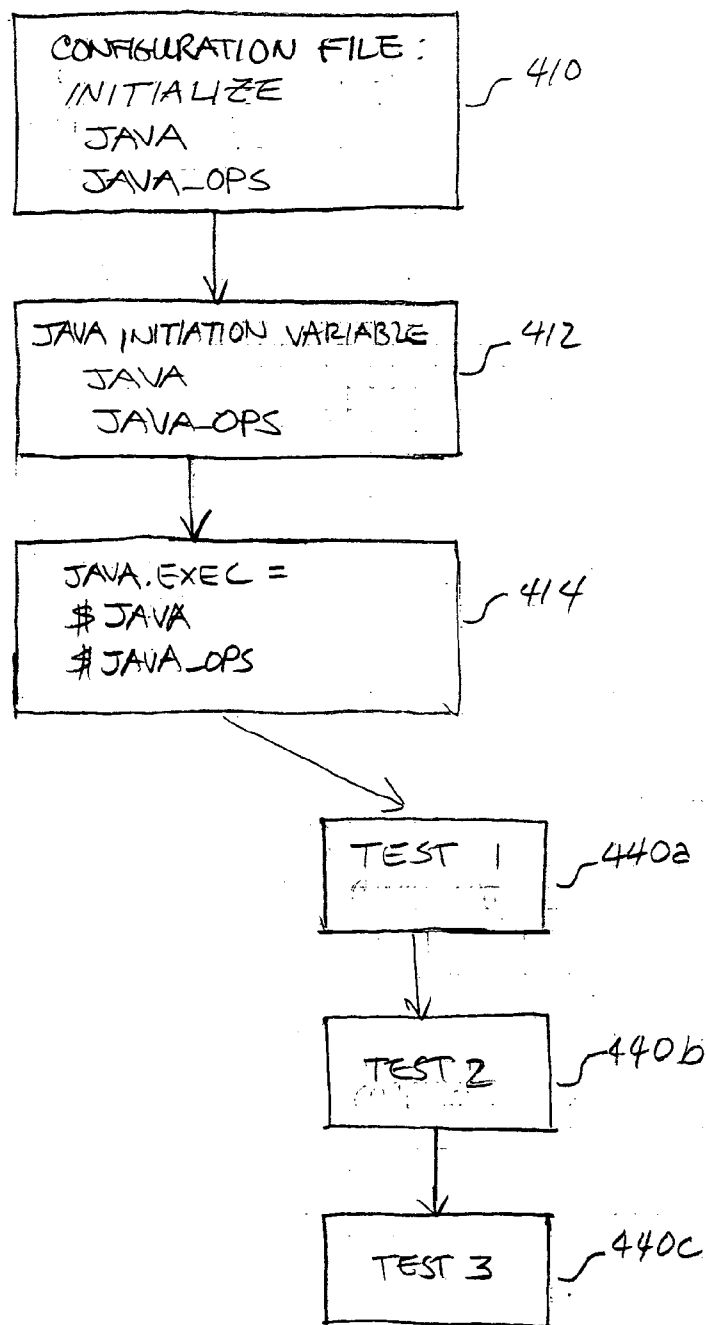 CONFIGURATION FILE:
INITIALIZE
JAVA
JAVA_OPS
410
JAVA INITIATION VARIABLE
JAVA
JAVA_OPS
412
JAVA.EXEC =
$ JAVA
$ JAVA_OPS
414
TEST 1
440a
TEST 2
440b
TEST 3
440c